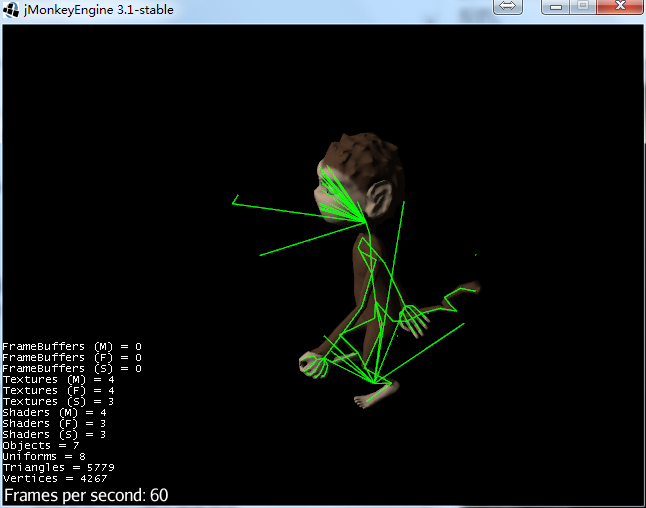 jMonkeyEngine 3.1-stable
FrameBuffers (M) = 0
FrameBuffers (F) = 0
FrameBuffers (S) = 0
Textures (M) = 4
Textures (F) = 4
Textures (S) = 3
Shaders (M) = 4
Shaders (F) = 3
Shaders (S) = 3
Objects = 7
Uniforms = 8
Triangles = 5779
Vertices = 4267
Frames per second: 60